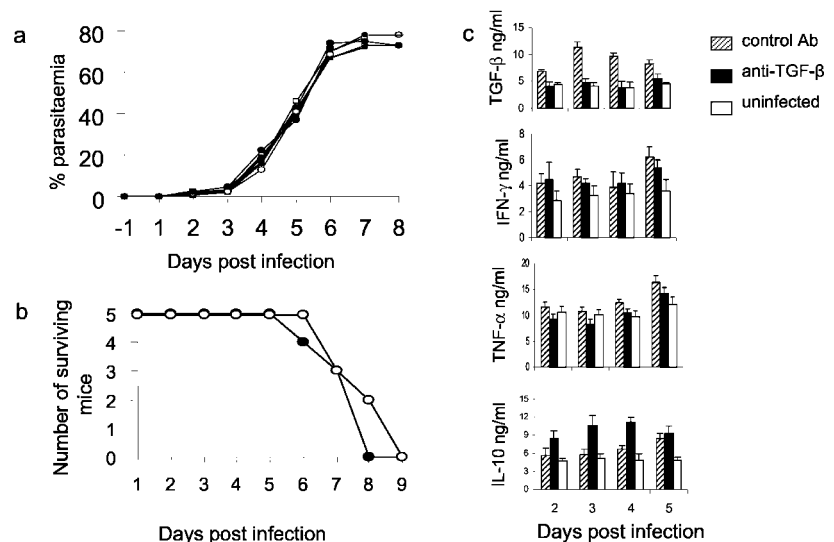 a
80
60
40
20
0
% parasitaemia
-1 1 2 3 4 5 6 7 8
Days post infection
b
5
4
3
2
1
0
Number of surviving
mice
1 2 3 4 5 6 7 8 9
Days post infection
c
control Ab
anti-TGF-β
uninfected
TGF-β ng/ml
15
10
5
0
IFN-γ ng/ml
8
6
4
2
0
TNF-α ng/ml
20
15
10
5
0
IL-10 ng/ml
15
12
9
6
3
0
2 3 4 5
Days post infection